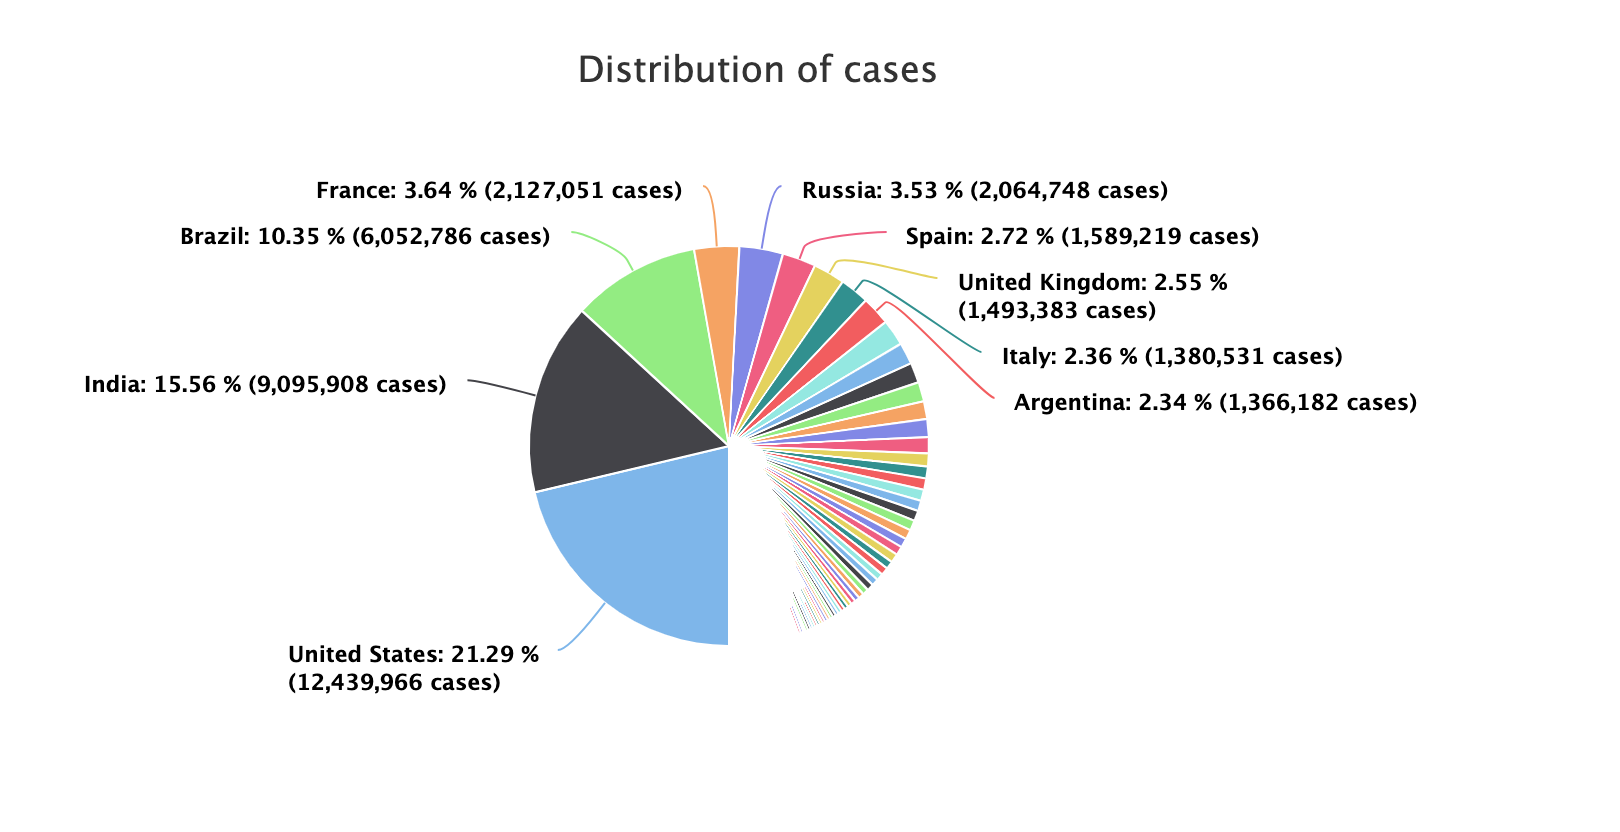 Distribution of cases
France: 3.64 % (2,127,051 cases)
Russia: 3.53 % (2,064,748 cases)
Brazil: 10.35 % (6,052,786 cases)
Spain: 2.72 % (1,589,219 cases)
United Kingdom: 2.55 %
(1,493,383 cases)
Italy: 2.36 % (1,380,531 cases)
India: 15.56 % (9,095,908 cases)
Argentina: 2.34 % (1,366,182 cases)
United States: 21.29 %
(12,439,966 cases)